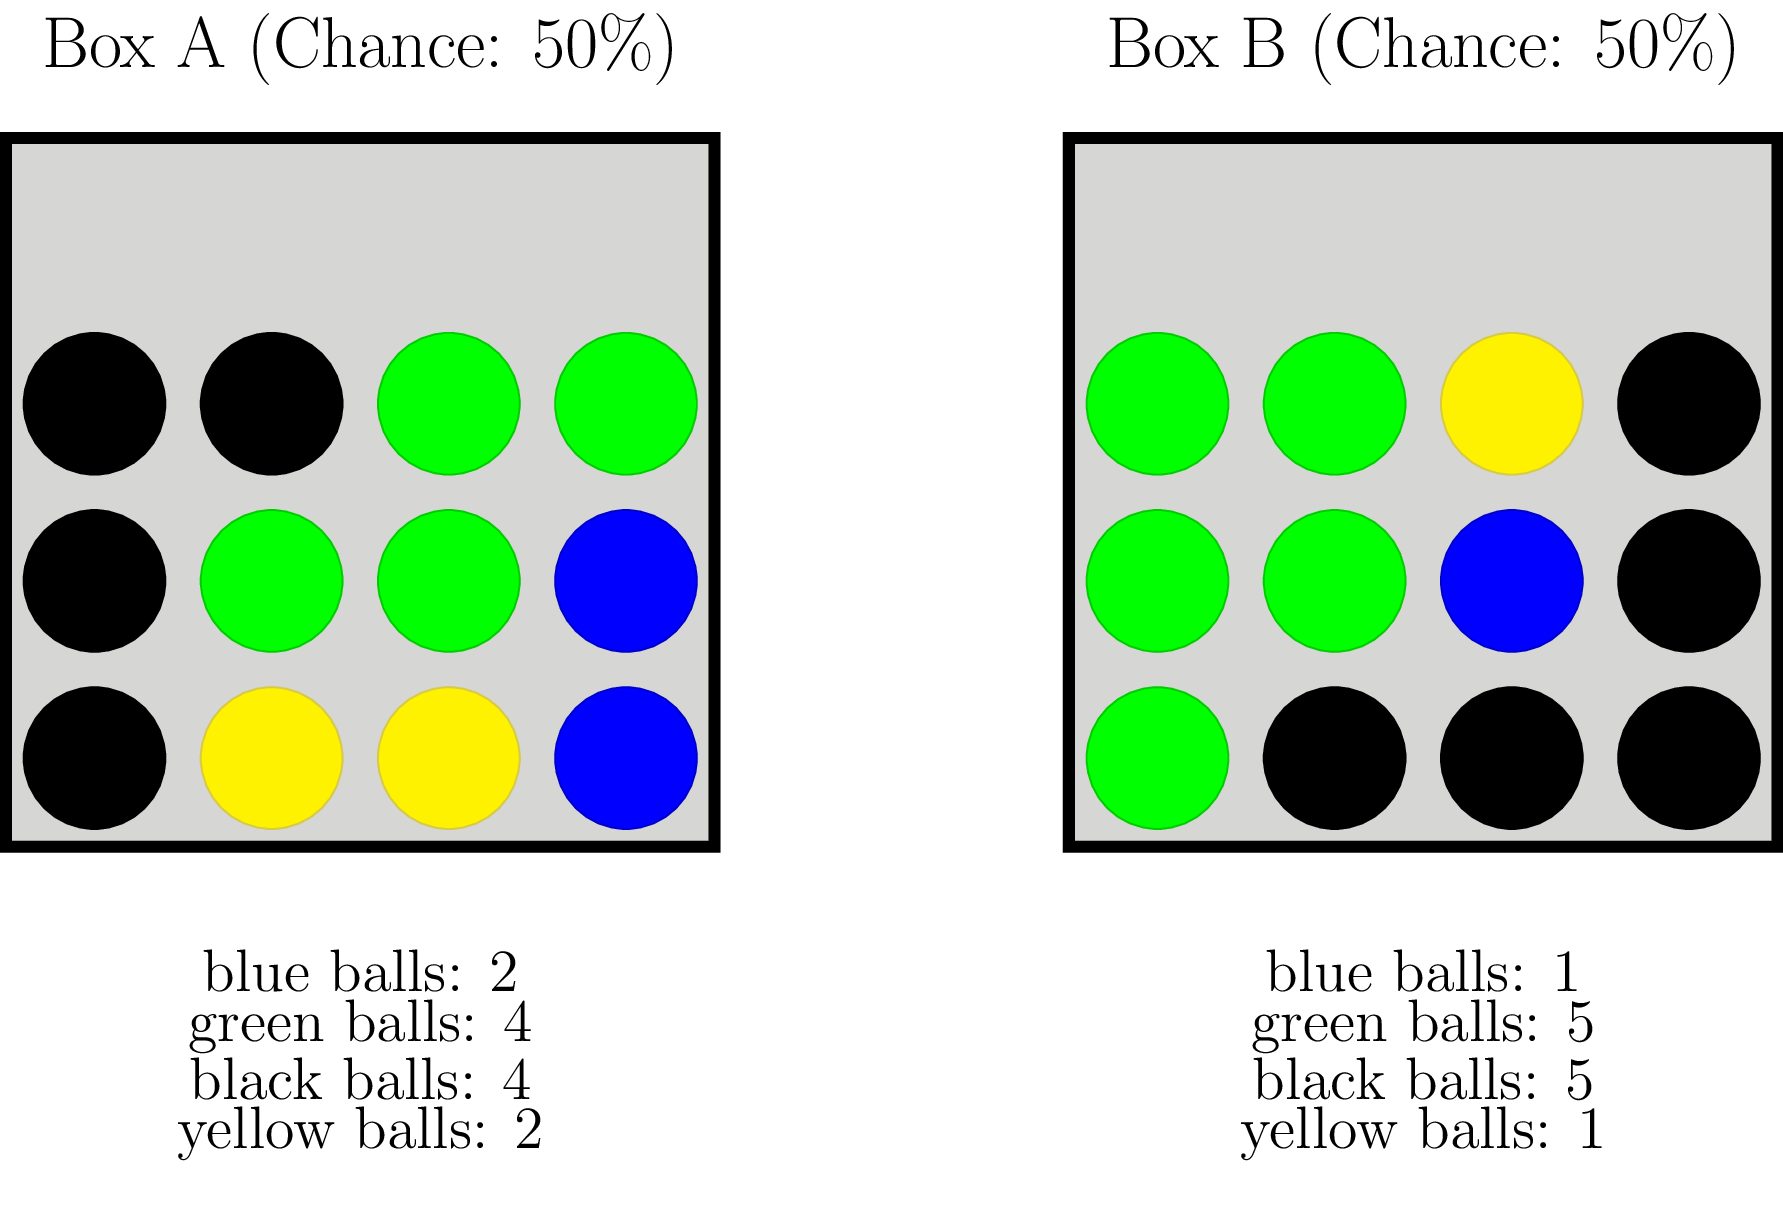 Box A (Chance: 50%)
Box B (Chance: 50%)
blue balls: 2
green balls: 4
black balls: 4
yellow balls: 2
blue balls: 1
green balls: 5
black balls: 5
yellow balls: 1